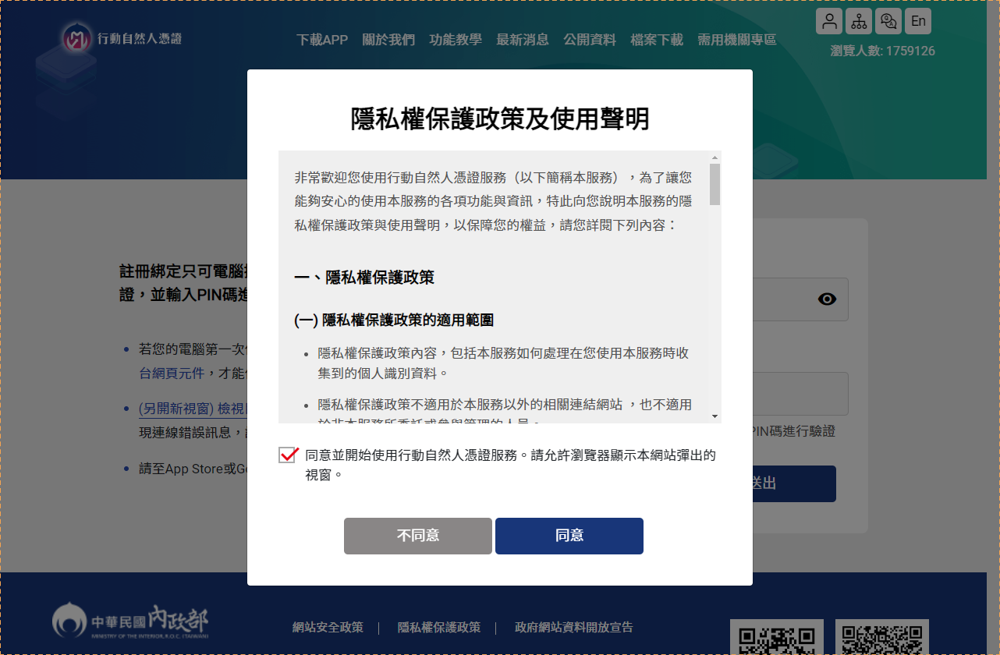 行動自然人憑證
下載APP 關於我們 功能教學 最新消息 公開資料 檔案下載 需用機關專區
En
瀏覽人數: 1759126
隱私權保護政策及使用聲明
非常歡迎您使用行動自然人憑證服務（以下簡稱本服務），為了讓您
能夠安心的使用本服務的各項功能與資訊，特此向您說明本服務的隱
私權保護政策與使用聲明，以保障您的權益，請您詳閱下列內容：
一、隱私權保護政策
(一) 隱私權保護政策的適用範圍
隱私權保護政策內容，包括本服務如何處理在您使用本服務時收
集到的個人識別資料。
隱私權保護政策不適用於本服務以外的相關連結網站 ，也不適用
於非本服務所委託或參與管理的人員。
同意並開始使用行動自然人憑證服務。請允許瀏覽器顯示本網站彈出的
視窗。
不同意 同意
註冊綁定只可電腦
證，並輸入PIN碼
若您的電腦第一次
台網頁元件，才能
(另開新視窗) 檢視
現連線錯誤訊息，
請至App Store或G
PIN碼進行驗證
送出
中華民國內政部
MINISTRY OF THE INTERIOR, R.O.C. (TAIWAN)
網站安全政策 | 隱私權保護政策 | 政府網站資料開放宣告